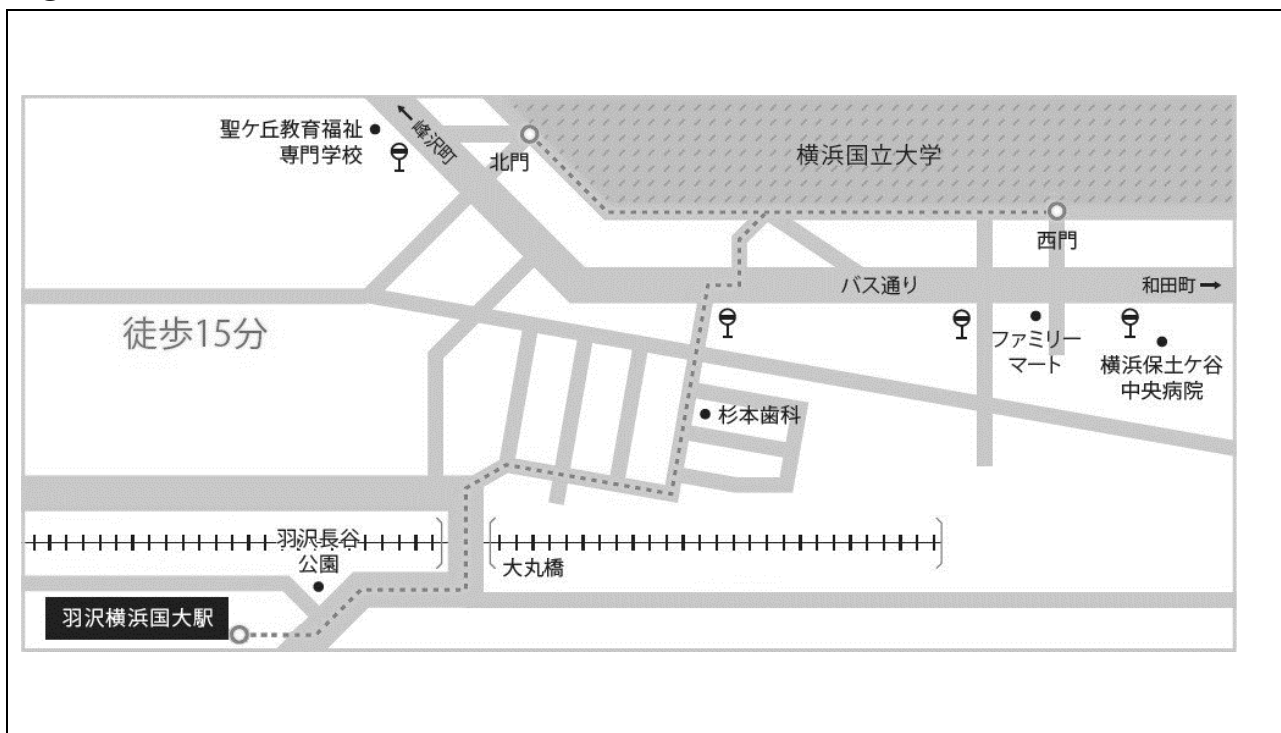 聖ケ丘教育福祉
専門学校
峰沢町
北門
横浜国立大学
西門
バス通り
和田町
徒歩15分
ファミリー
マート
横浜保土ケ谷
中央病院
杉本歯科
羽沢長谷
公園
大丸橋
羽沢横浜国大駅